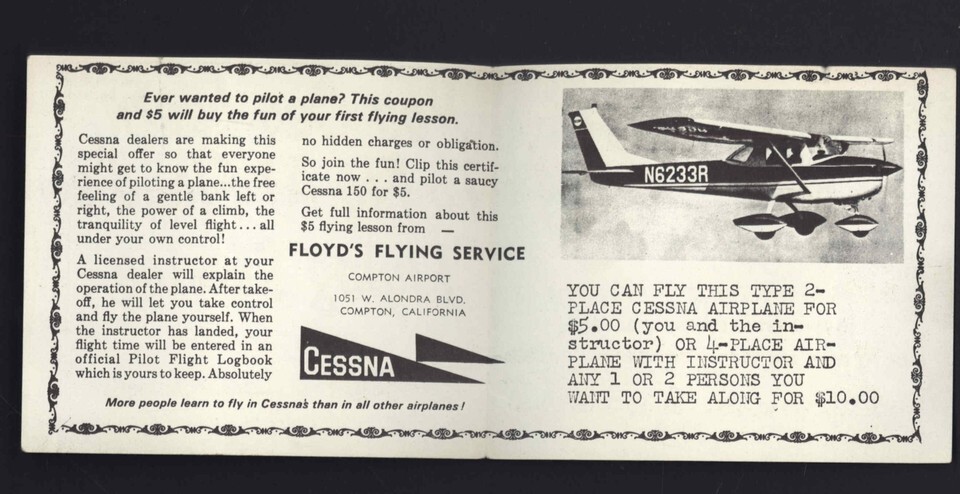 Ever wanted to pilot a plane? This coupon
and $5 will buy the fun of your first flying lesson.
Cessna dealers are making this
special offer so that everyone
might get to know the fun expe-
rience of piloting a plane...the free
feeling of a gentle bank left or
right, the power of a climb, the
tranquility of level flight... all
under your own control!
A licensed instructor at your
Cessna dealer will explain the
operation of the plane. After take-
off, he will let you take control
and fly the plane yourself. When
the instructor has landed, your
flight time will be entered in an
official Pilot Flight Logbook
which is yours to keep. Absolutely
no hidden charges or obligation.
So join the fun! Clip this certif-
icate now . . . and pilot a saucy
Cessna 150 for $5.
Get full information about this
$5 flying lesson from —
FLOYD'S FLYING SERVICE
COMPTON AIRPORT
1051 W. ALONDRA BLVD.
COMPTON, CALIFORNIA
CESSNA
More people learn to fly in Cessna's than in all other airplanes!
N6233R
YOU CAN FLY THIS TYPE 2-
PLACE CESSNA AIRPLANE FOR
$5.00 (you and the in-
structor) OR 4-PLACE AIR-
PLANE WITH INSTRUCTOR AND
ANY 1 OR 2 PERSONS YOU
WANT TO TAKE ALONG FOR $10.00